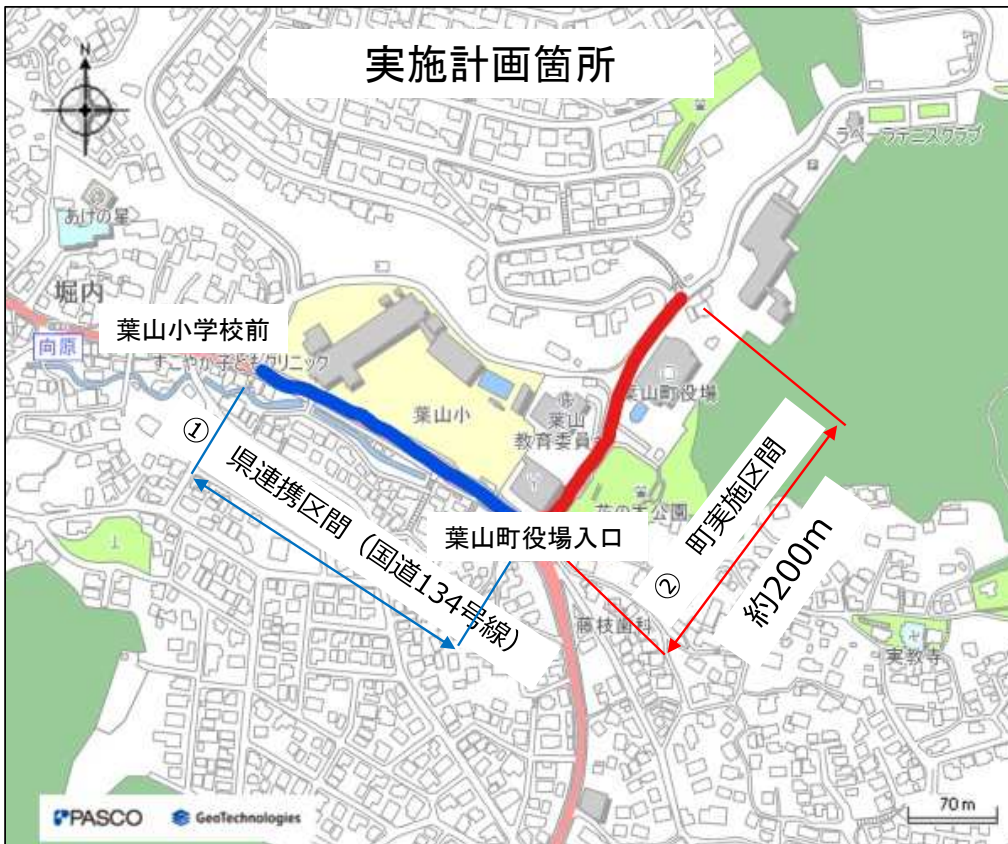 実施計画箇所
N
ラベーラテニスクラブ
あけの星
堀内
葉山小学校前
向原
すこやか子どもクリニック
葉山小
葉山町役場
葉山
教育委員会
花の木公園
①
県連携区間（国道134号線）
葉山町役場入口
②
町実施区間
約200m
藤枝歯科
実教寺
PASCO
GeoTechnologies
70m